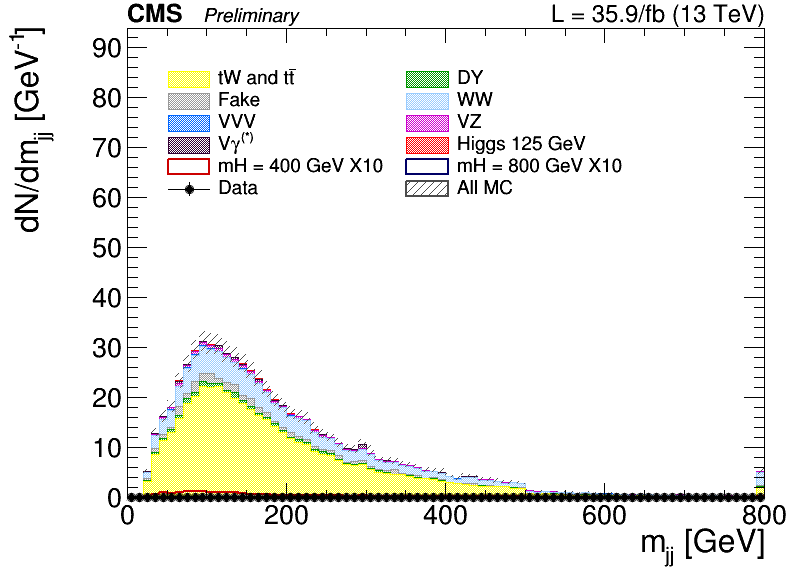 CMS Preliminary L = 35.9/fb (13 TeV)
dN/dm_jj [GeV⁻¹]
90
80
70
60
50
40
30
20
10
0
tW and tt̄ DY
Fake WW
VVV VZ
Vγ⁽*⁾ Higgs 125 GeV
mH = 400 GeV X10 mH = 800 GeV X10
Data All MC
0 200 400 600 800
m_jj [GeV]